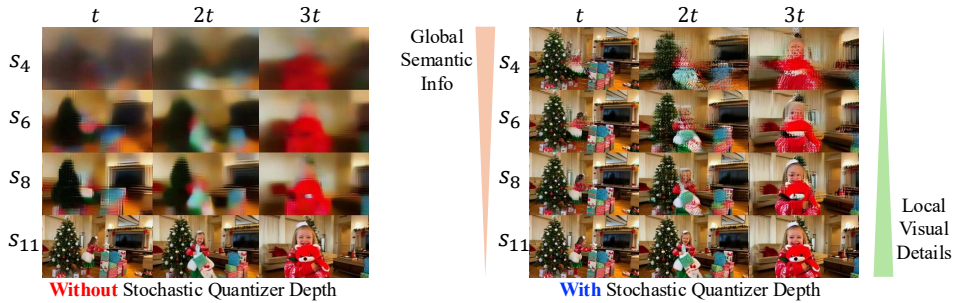 t 2t 3t
s₄
s₆
s₈
s₁₁
Without Stochastic Quantizer Depth
Global
Semantic
Info
t 2t 3t
s₄
s₆
s₈
s₁₁
With Stochastic Quantizer Depth
Local
Visual
Details